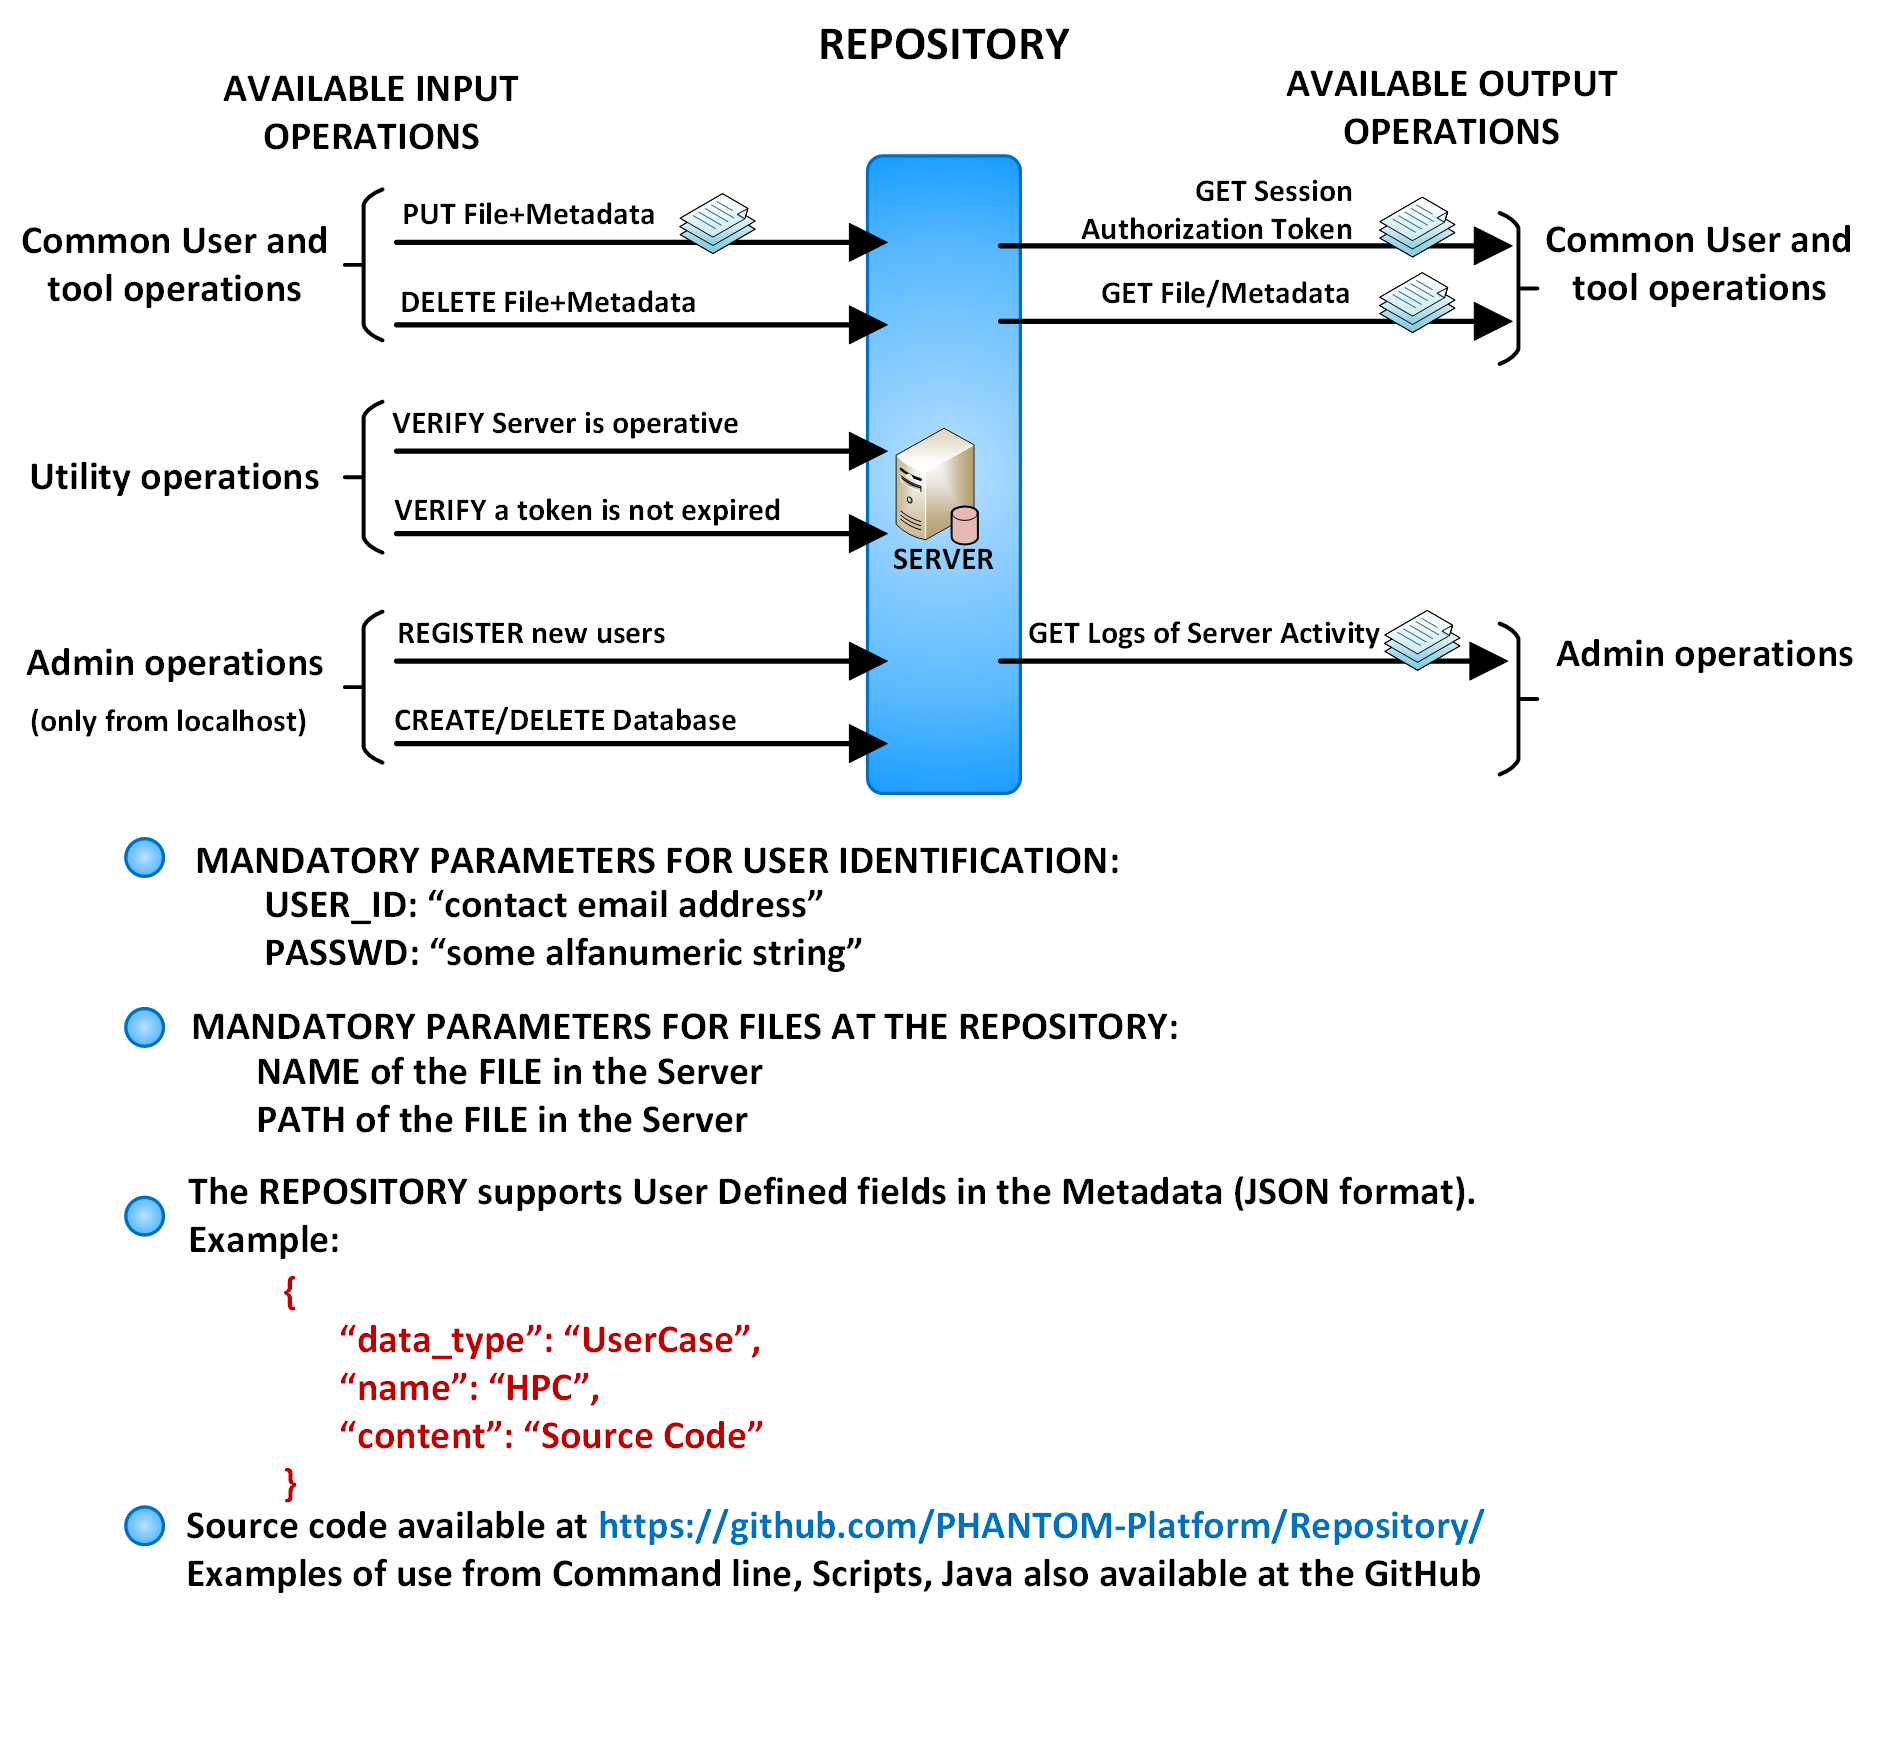 REPOSITORY
AVAILABLE INPUT
OPERATIONS
Common User and
tool operations
PUT File+Metadata
DELETE File+Metadata
Utility operations
VERIFY Server is operative
VERIFY a token is not expired
Admin operations
(only from localhost)
REGISTER new users
CREATE/DELETE Database
SERVER
AVAILABLE OUTPUT
OPERATIONS
GET Session
Authorization Token
GET File/Metadata
Common User and
tool operations
GET Logs of Server Activity
Admin operations
MANDATORY PARAMETERS FOR USER IDENTIFICATION:
USER_ID: “contact email address”
PASSWD: “some alfanumeric string”
MANDATORY PARAMETERS FOR FILES AT THE REPOSITORY:
NAME of the FILE in the Server
PATH of the FILE in the Server
The REPOSITORY supports User Defined fields in the Metadata (JSON format).
Example:
{
“data_type”: “UserCase”,
“name”: “HPC”,
“content”: “Source Code”
}
Source code available at https://github.com/PHANTOM-Platform/Repository/
Examples of use from Command line, Scripts, Java also available at the GitHub